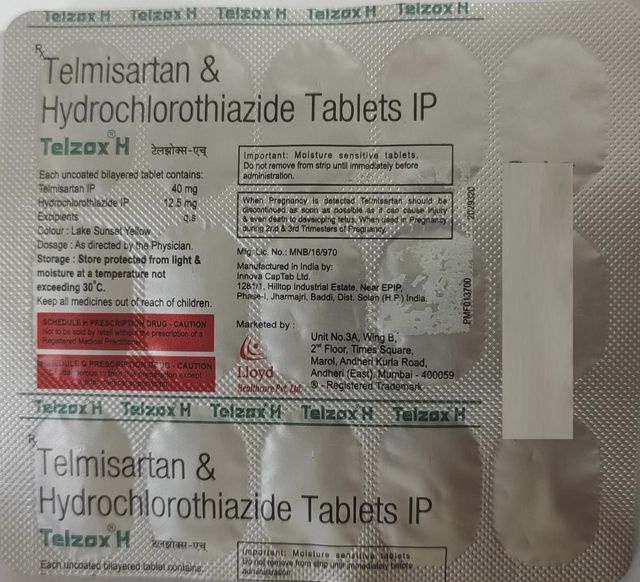 Telzox H Telzox H Telzox H Telzox H Telzox H
Rx
Telmisartan &
Hydrochlorothiazide Tablets IP
Telzox® H टेलझोक्स-एच्
Each uncoated bilayered tablet contains:
Telmisartan IP 40 mg
Hydrochlorothiazide IP 12.5 mg
Excipients q.s
Colour : Lake Sunset Yellow
Dosage : As directed by the Physician.
Storage : Store protected from light &
moisture at a temperature not
exceeding 30°C.
Keep all medicines out of reach of children.
SCHEDULE H PRESCRIPTION DRUG - CAUTION
Not to be sold by retail without the prescription of a
Registered Medical Practitioner
SCHEDULE G PRESCRIPTION DRUG - CAUTION
Important: Moisture sensitive tablets.
Do not remove from strip until immediately before
administration.
When Pregnancy is detected Telmisartan should be
discontinued as soon as possible as it can cause injury
& even death to developing fetus. When used in Pregnancy
during 2nd & 3rd Trimesters of Pregnancy.
Mfg. Lic. No.: MNB/16/970
Manufactured in India by:
Innova CapTab Ltd.
1281/1, Hilltop Industrial Estate, Near EPIP,
Phase-I, Jharmajri, Baddi, Dist. Solan (H.P.) India.
Marketed by :
Lloyd
Healthcare Pvt. Ltd.
Unit No.3A, Wing B,
2nd Floor, Times Square,
Marol, Andheri Kurla Road,
Andheri (East), Mumbai - 400059
® - Registered Trademark
PMF013700
Telzox H Telzox H Telzox H Telzox H Telzox H
Rx
Telmisartan &
Hydrochlorothiazide Tablets IP
Telzox® H टेलझोक्स-एच्
Each uncoated bilayered tablet contains:
Important: Moisture sensitive tablets.
Do not remove from strip until immediately before
administration.